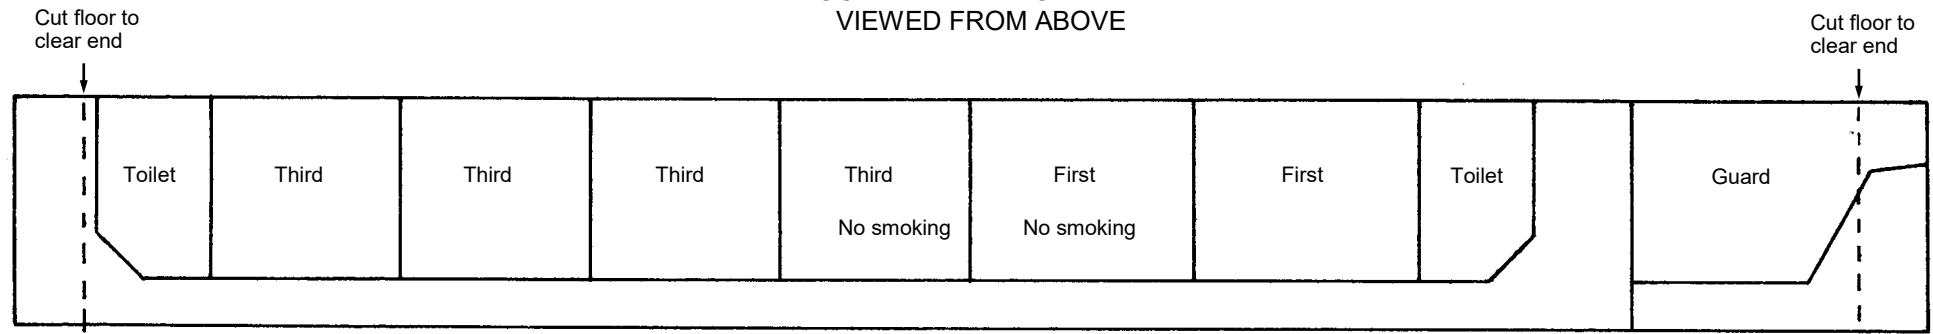 VIEWED FROM ABOVE
Cut floor to
clear end
Cut floor to
clear end
Toilet
Third
Third
Third
Third
First
First
Toilet
Guard
No smoking
No smoking